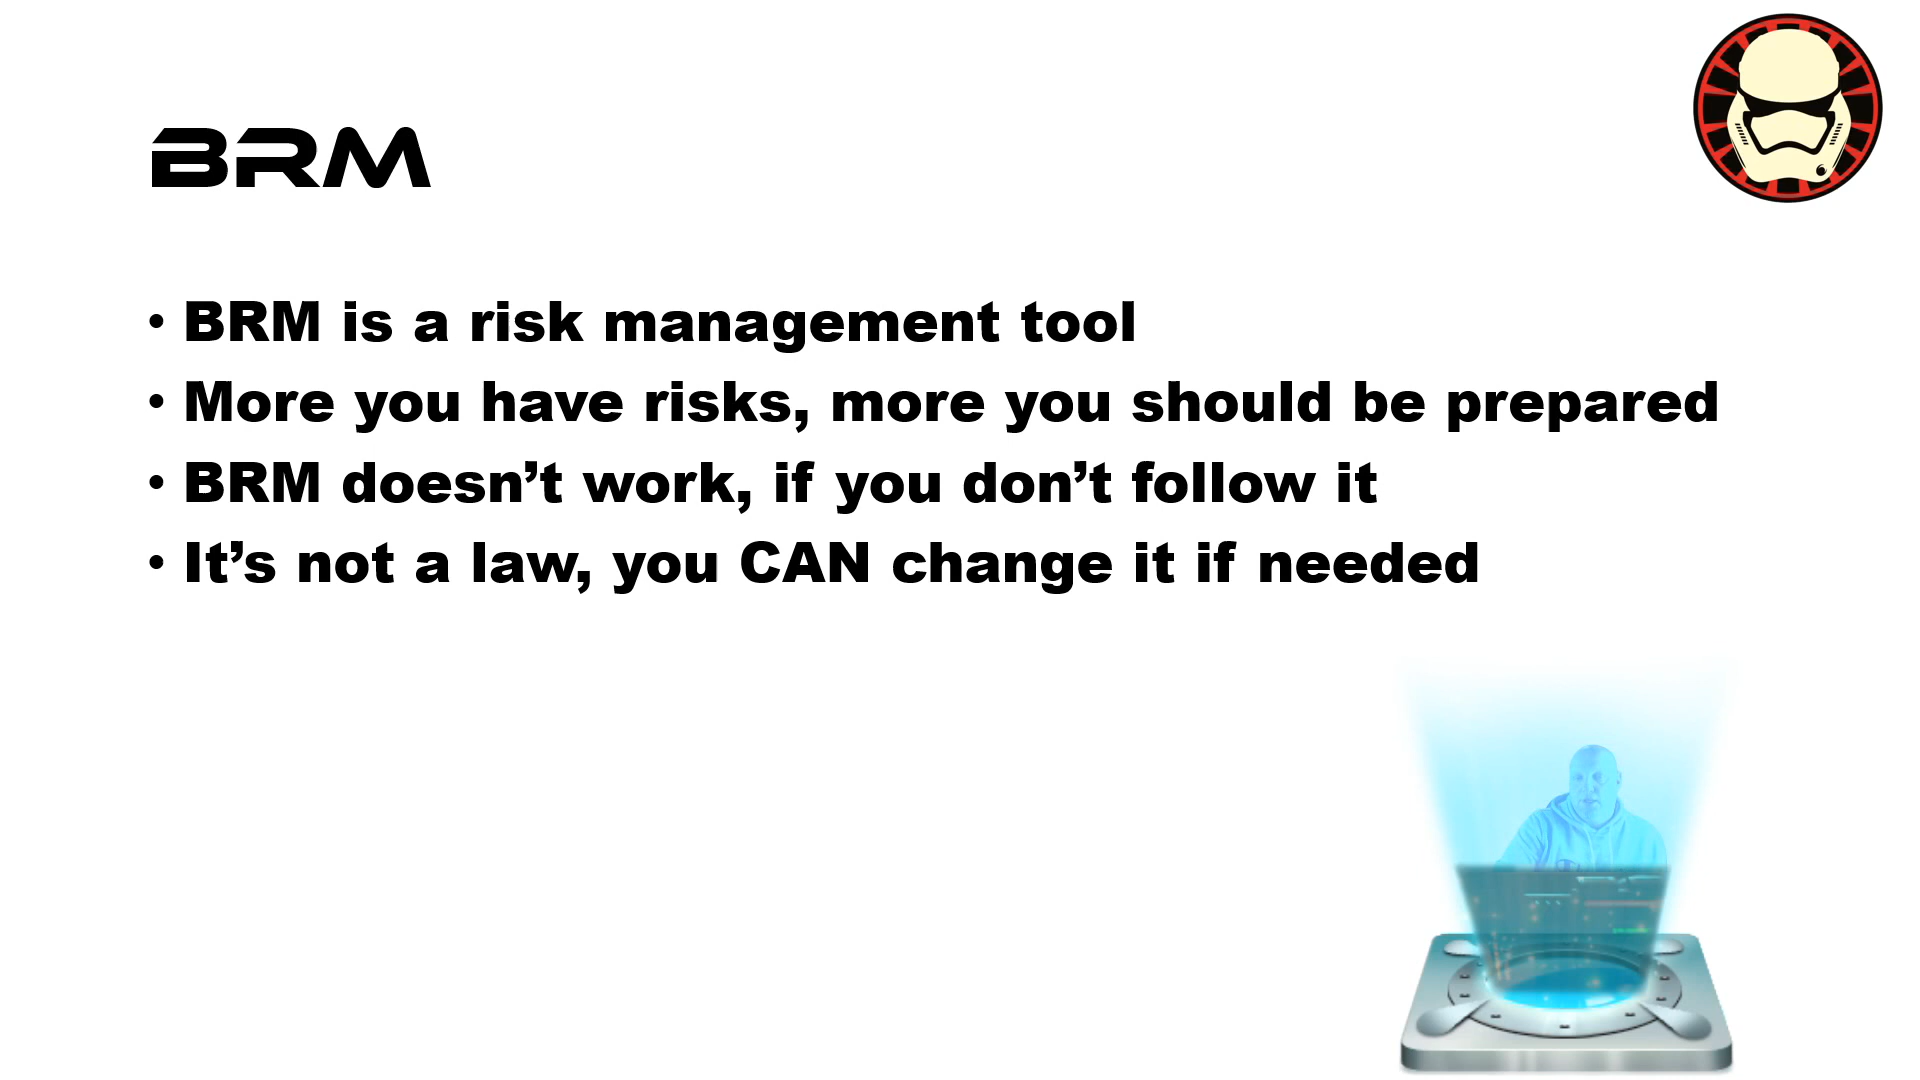 BRM
• BRM is a risk management tool
• More you have risks, more you should be prepared
• BRM doesn’t work, if you don’t follow it
• It’s not a law, you CAN change it if needed